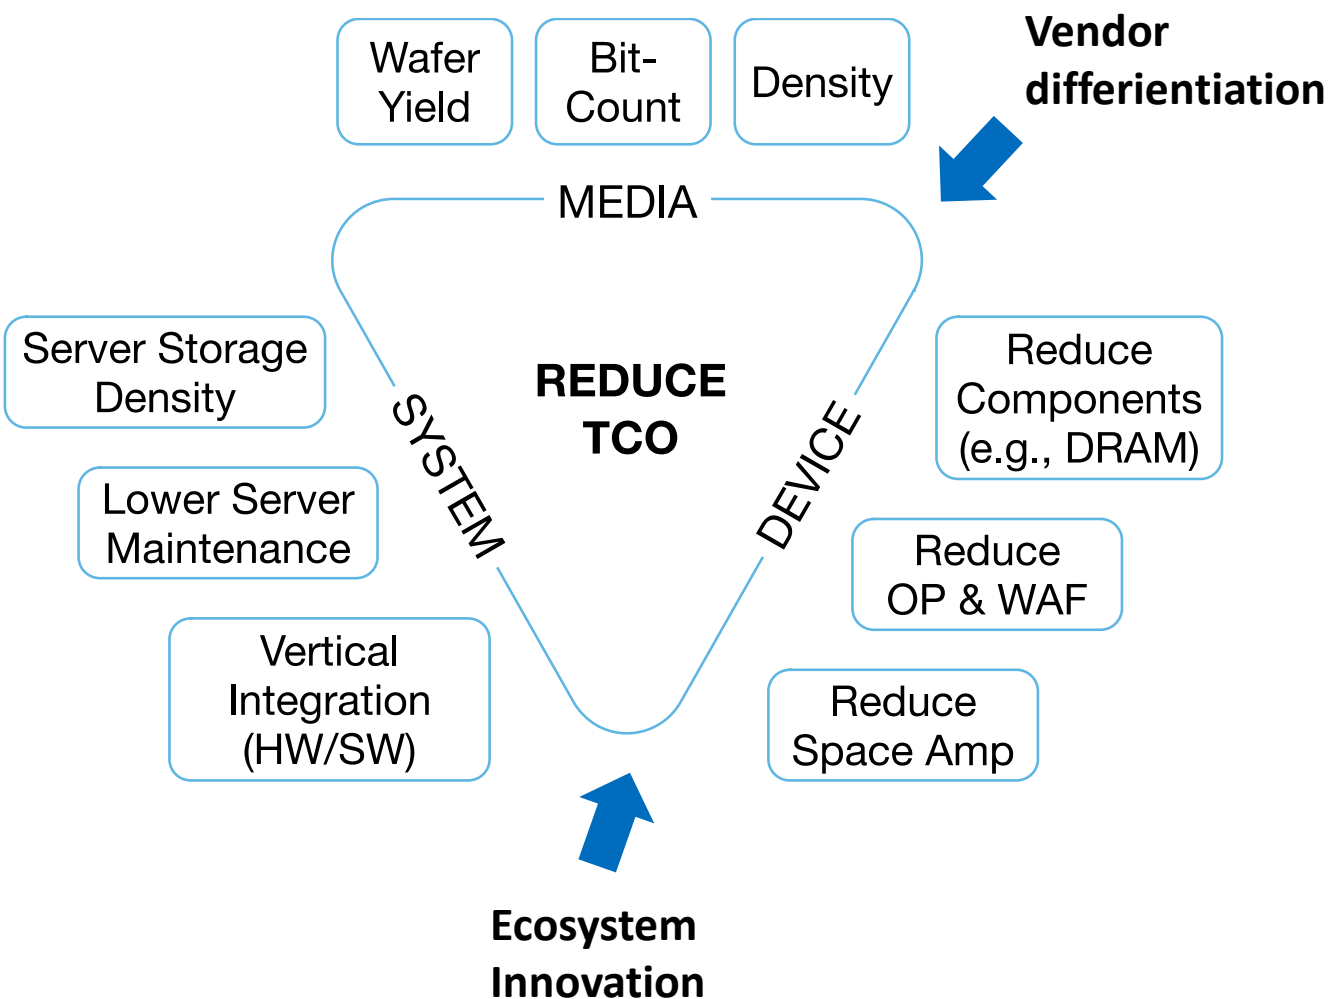 Wafer
Yield
Bit-
Count
Density
Vendor
differientiation
MEDIA
REDUCE
TCO
SYSTEM
DEVICE
Server Storage
Density
Lower Server
Maintenance
Vertical
Integration
(HW/SW)
Reduce
Components
(e.g., DRAM)
Reduce
OP & WAF
Reduce
Space Amp
Ecosystem
Innovation